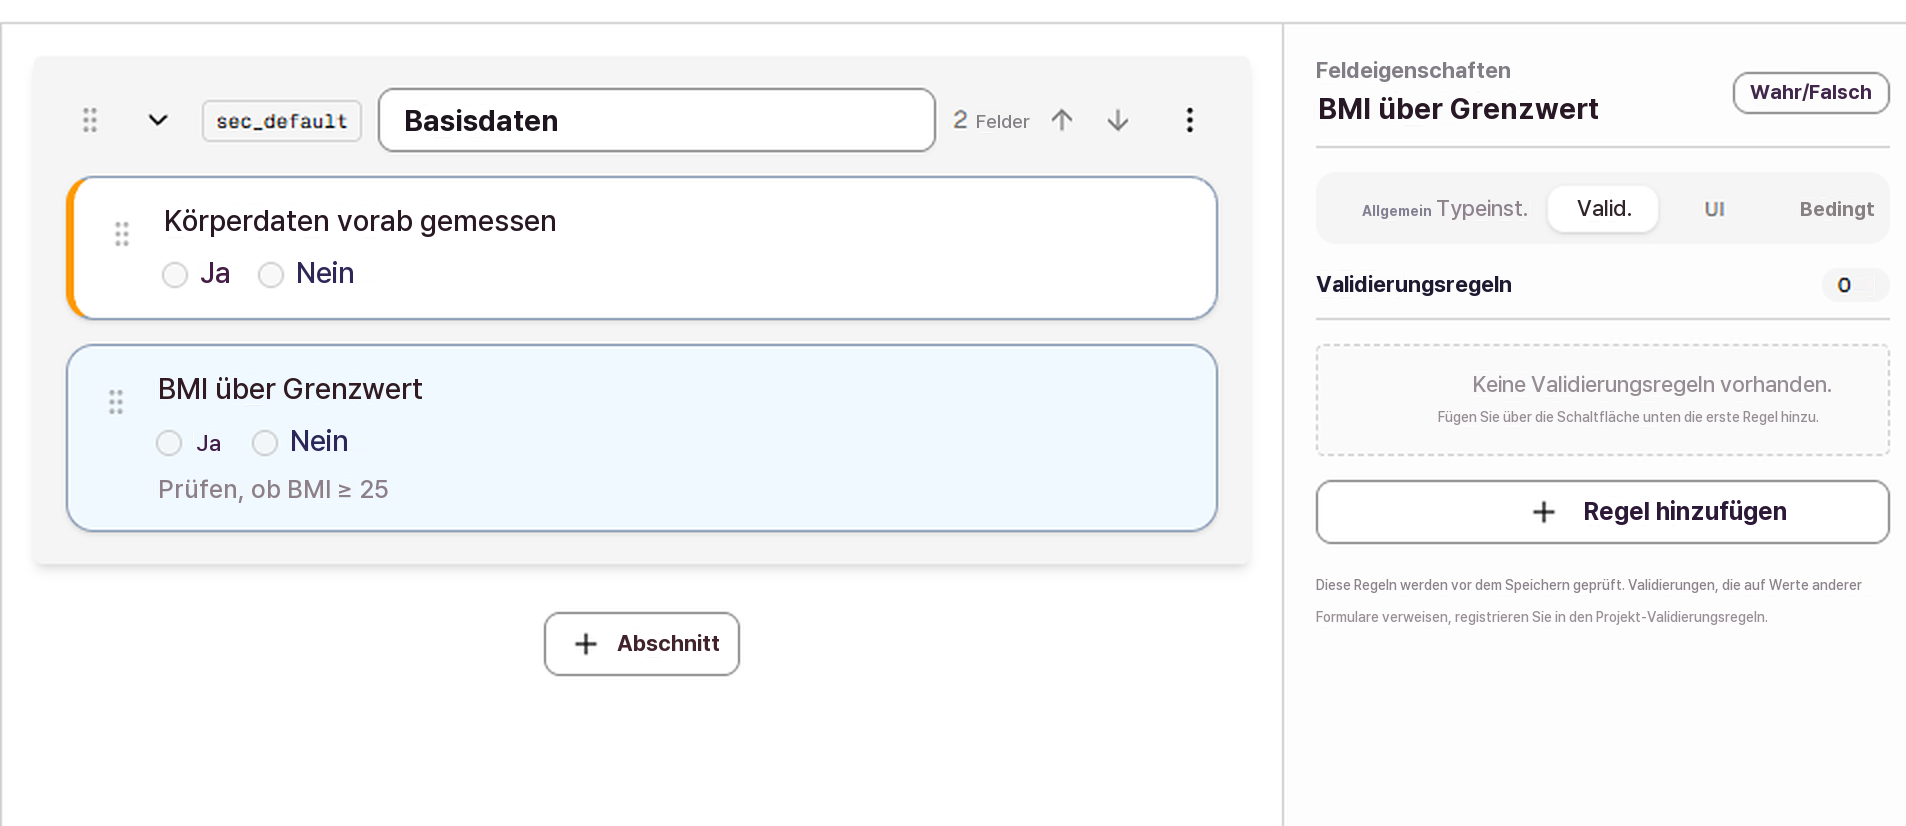 sec_default
Basisdaten
2 Felder
Körperdaten vorab gemessen
Ja
Nein
BMI über Grenzwert
Ja
Nein
Prüfen, ob BMI ≥ 25
Abschnitt
Feldeigenschaften
BMI über Grenzwert
Wahr/Falsch
Allgemein
Typeinst.
Valid.
UI
Bedingt
Validierungsregeln
0
Keine Validierungsregeln vorhanden.
Fügen Sie über die Schaltfläche unten die erste Regel hinzu.
Regel hinzufügen
Diese Regeln werden vor dem Speichern geprüft. Validierungen, die auf Werte anderer
Formulare verweisen, registrieren Sie in den Projekt-Validierungsregeln.